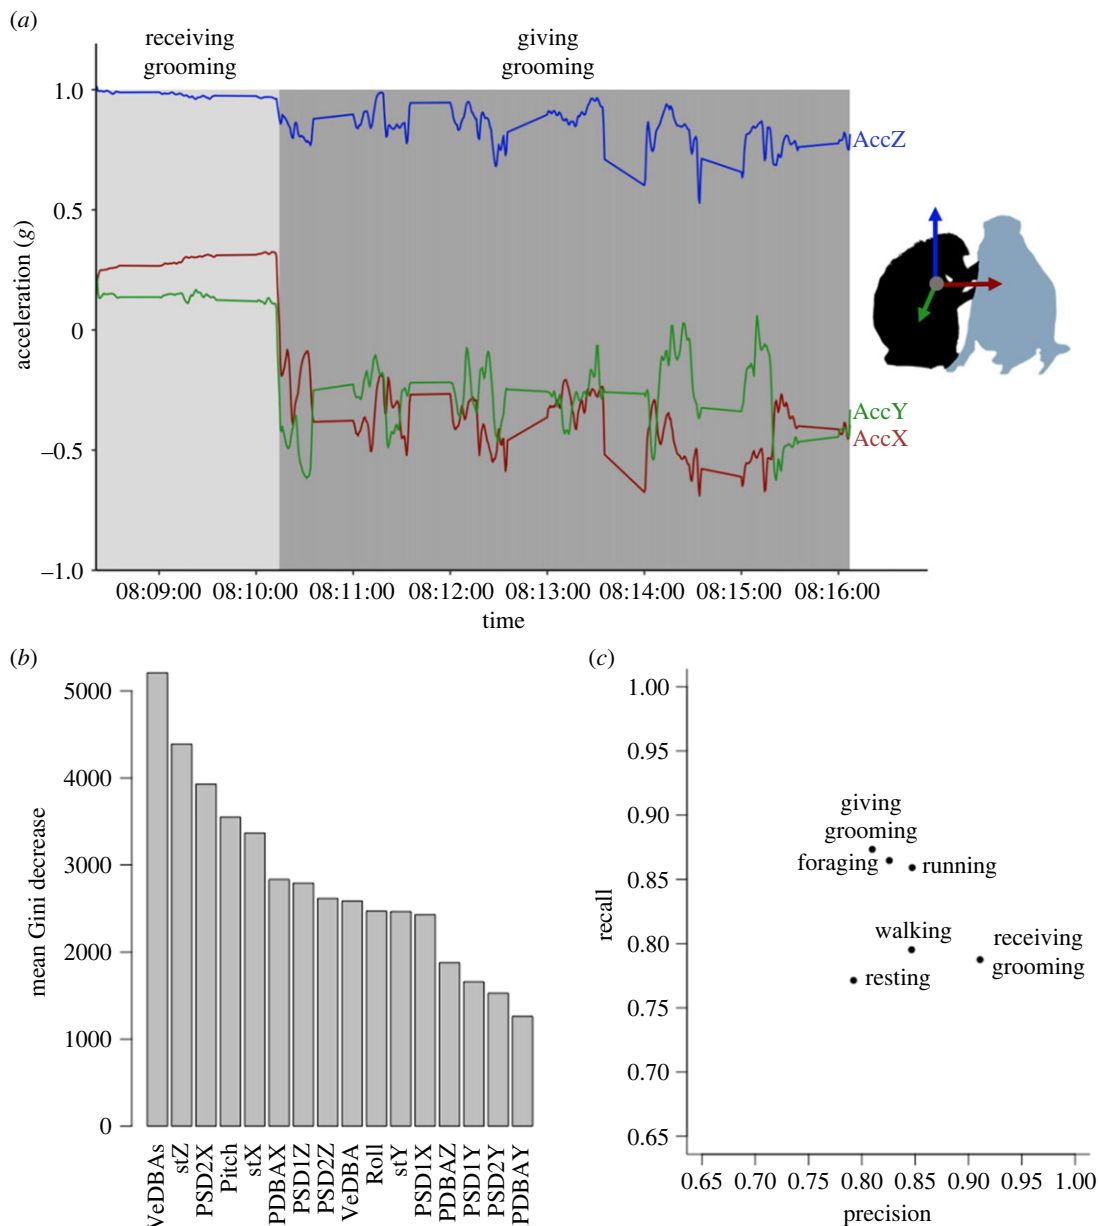 (a)
receiving
grooming
giving
grooming
1.0
0.5
0
–0.5
–1.0
acceleration (g)
AccZ
AccY
AccX
08:09:00 08:10:00 08:11:00 08:12:00 08:13:00 08:14:00 08:15:00 08:16:00
time
(b)
5000
4000
3000
2000
1000
0
mean Gini decrease
VeDBAs
stZ
PSD2X
Pitch
stX
PDBAX
PSD1Z
PSD2Z
VeDBA
Roll
stY
PSD1X
PDBAZ
PSD1Y
PSD2Y
PDBAY
(c)
1.00
0.95
0.90
0.85
0.80
0.75
0.70
0.65
recall
giving
grooming
foraging
running
walking
receiving
grooming
resting
0.65 0.70 0.75 0.80 0.85 0.90 0.95 1.00
precision